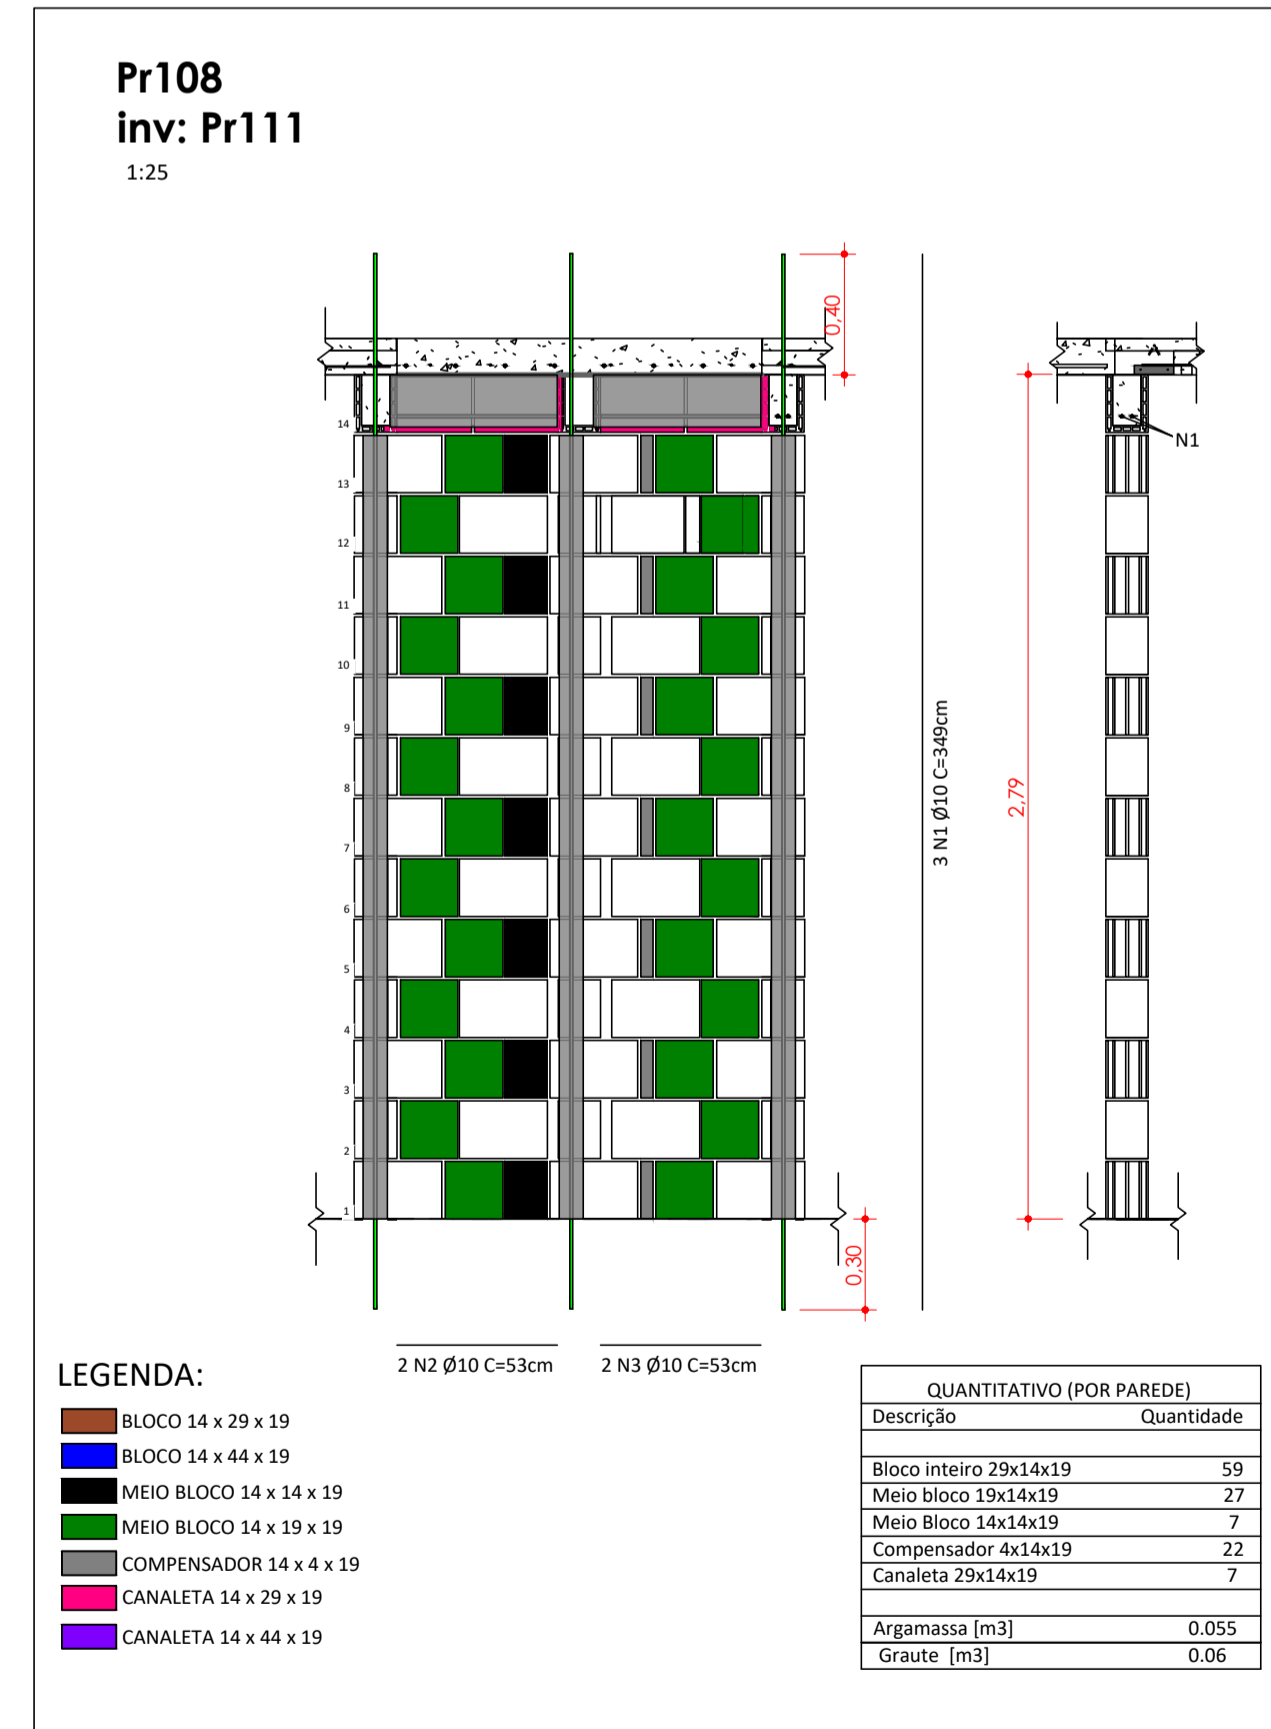 Pr108
inv: Pr111
1:25
0,40
14
N1
13
12
11
10
9
8
7
6
5
4
3
2
1
3 N1 Ø10 C=349cm
2,79
0,30
2 N2 Ø10 C=53cm
2 N3 Ø10 C=53cm
LEGENDA:
BLOCO 14 x 29 x 19
BLOCO 14 x 44 x 19
MEIO BLOCO 14 x 14 x 19
MEIO BLOCO 14 x 19 x 19
COMPENSADOR 14 x 4 x 19
CANALETA 14 x 29 x 19
CANALETA 14 x 44 x 19
QUANTITATIVO (POR PAREDE)
Descrição Quantidade
Bloco inteiro 29x14x19 59
Meio bloco 19x14x19 27
Meio Bloco 14x14x19 7
Compensador 4x14x19 22
Canaleta 29x14x19 7
Argamassa [m3] 0.055
Graute [m3] 0.06